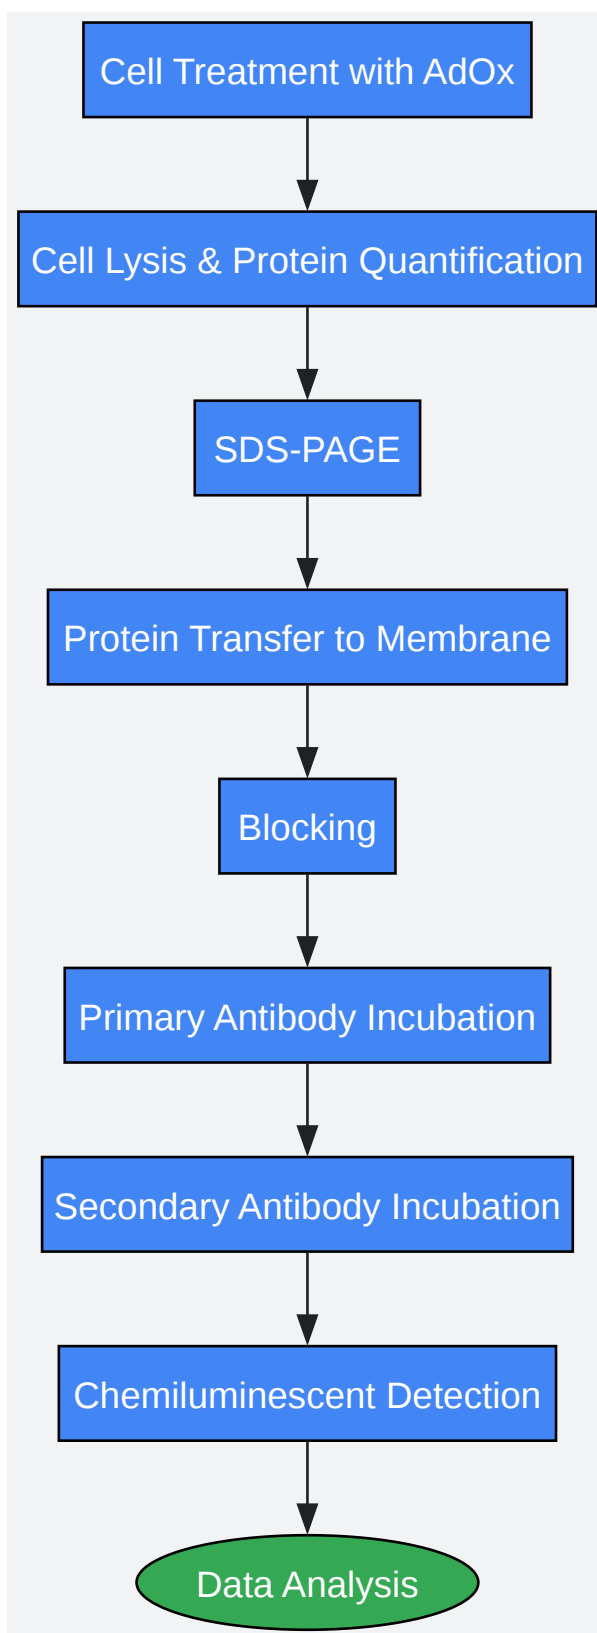 Cell Treatment with AdOx
Cell Lysis & Protein Quantification
SDS-PAGE
Protein Transfer to Membrane
Blocking
Primary Antibody Incubation
Secondary Antibody Incubation
Chemiluminescent Detection
Data Analysis